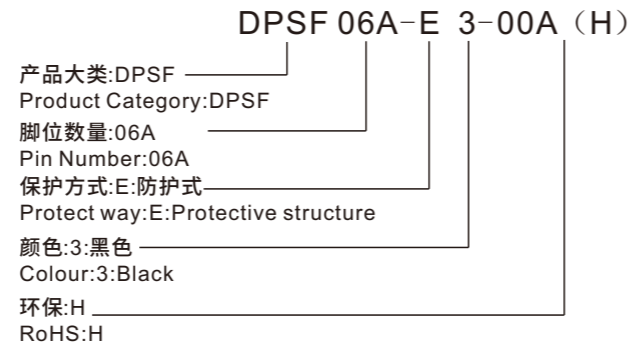 DPSF 06A-E 3-00A（H）
产品大类:DPSF
Product Category:DPSF
脚位数量:06A
Pin Number:06A
保护方式:E:防护式
Protect way:E:Protective structure
颜色:3:黑色
Colour:3:Black
环保:H
RoHS:H